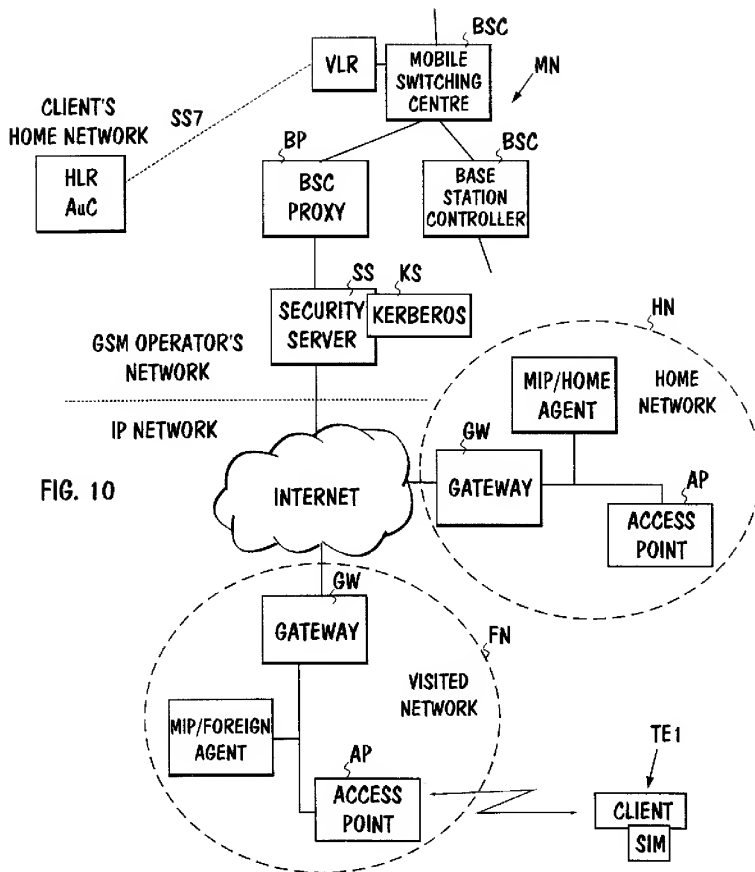 BSC
VLR
MOBILE
SWITCHING
CENTRE
MN
CLIENT'S
HOME NETWORK
SS7
HLR
AuC
BP
BSC
PROXY
BSC
BASE
STATION
CONTROLLER
SS
KS
SECURITY
SERVER
KERBEROS
GSM OPERATOR'S
NETWORK
HN
MIP/HOME
AGENT
HOME
NETWORK
IP NETWORK
GW
GATEWAY
AP
ACCESS
POINT
FIG. 10
INTERNET
GW
GATEWAY
FN
VISITED
NETWORK
MIP/FOREIGN
AGENT
AP
ACCESS
POINT
TE1
CLIENT
SIM